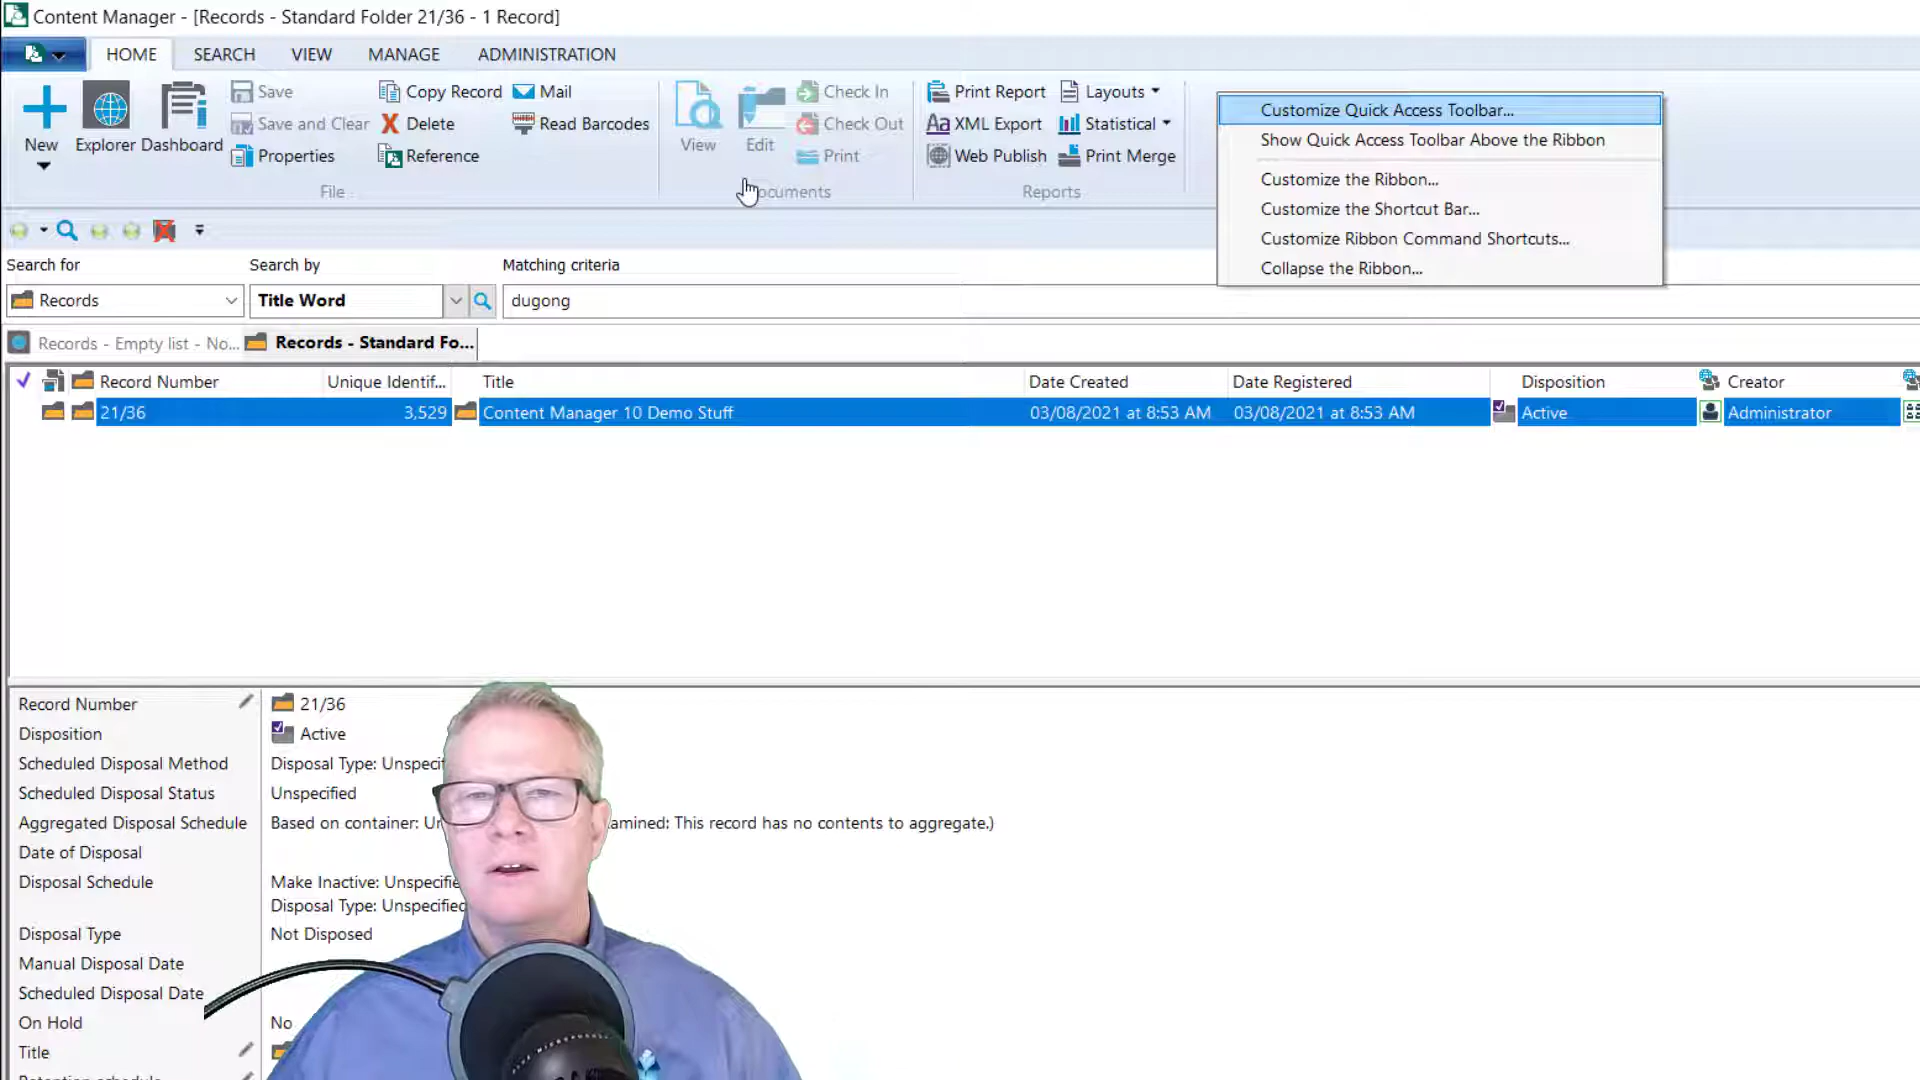 Content Manager - [Records - Standard Folder 21/36 - 1 Record]
HOME SEARCH VIEW MANAGE ADMINISTRATION
New Explorer Dashboard
Save
Save and Clear
Properties
Copy Record
Delete
Reference
Mail
Read Barcodes
File
View Edit
Check In
Check Out
Print
Print Report
XML Export
Web Publish
Layouts
Statistical
Print Merge
Reports
Customize Quick Access Toolbar...
Show Quick Access Toolbar Above the Ribbon
Customize the Ribbon...
Customize the Shortcut Bar...
Customize Ribbon Command Shortcuts...
Collapse the Ribbon...
Search for Search by Matching criteria
Records Title Word dugong
Records - Empty list - No... Records - Standard Fo...
Record Number Unique Identif... Title Date Created Date Registered Disposition Creator
21/36 3,529 Content Manager 10 Demo Stuff 03/08/2021 at 8:53 AM 03/08/2021 at 8:53 AM Active Administrator
Record Number 21/36
Disposition Active
Scheduled Disposal Method Disposal Type:
Scheduled Disposal Status Unspecified
Aggregated Disposal Schedule Based on container: This record has no contents to aggregate.)
Date of Disposal
Disposal Schedule Make Inactive:
Disposal Type: Unspecified
Disposal Type Not Disposed
Manual Disposal Date
Scheduled Disposal Date
On Hold No
Title